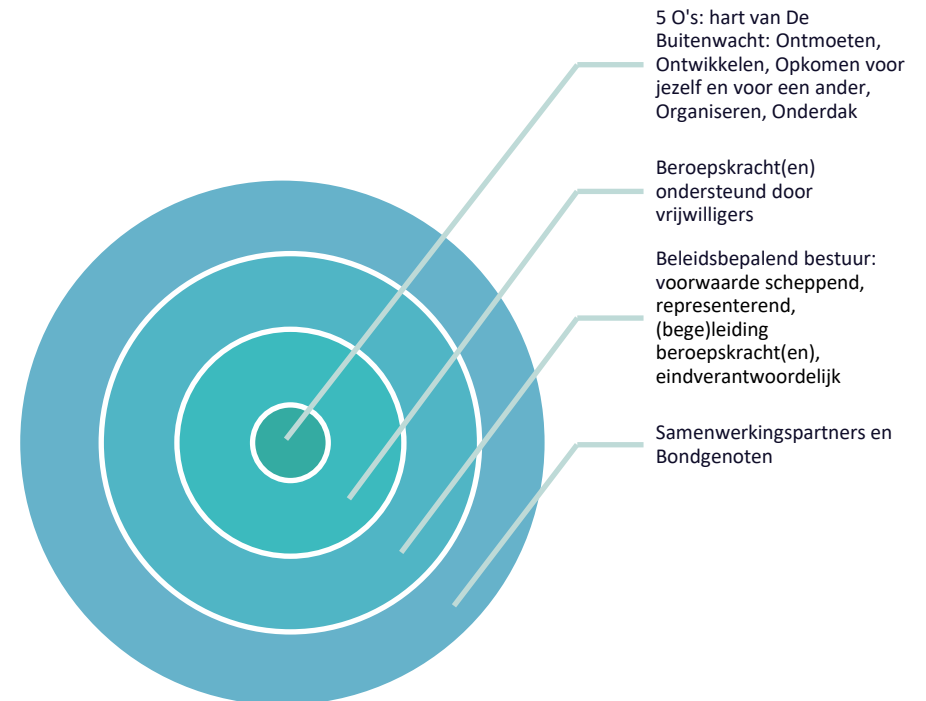 5 O's: hart van De
Buitenwacht: Ontmoeten,
Ontwikkelen, Opkomen voor
jezelf en voor een ander,
Organiseren, Onderdak
Beroepskracht(en)
ondersteund door
vrijwilligers
Beleidsbepalend bestuur:
voorwaarde scheppend,
representerend,
(bege)leiding
beroepskracht(en),
eindverantwoordelijk
Samenwerkingspartners en
Bondgenoten